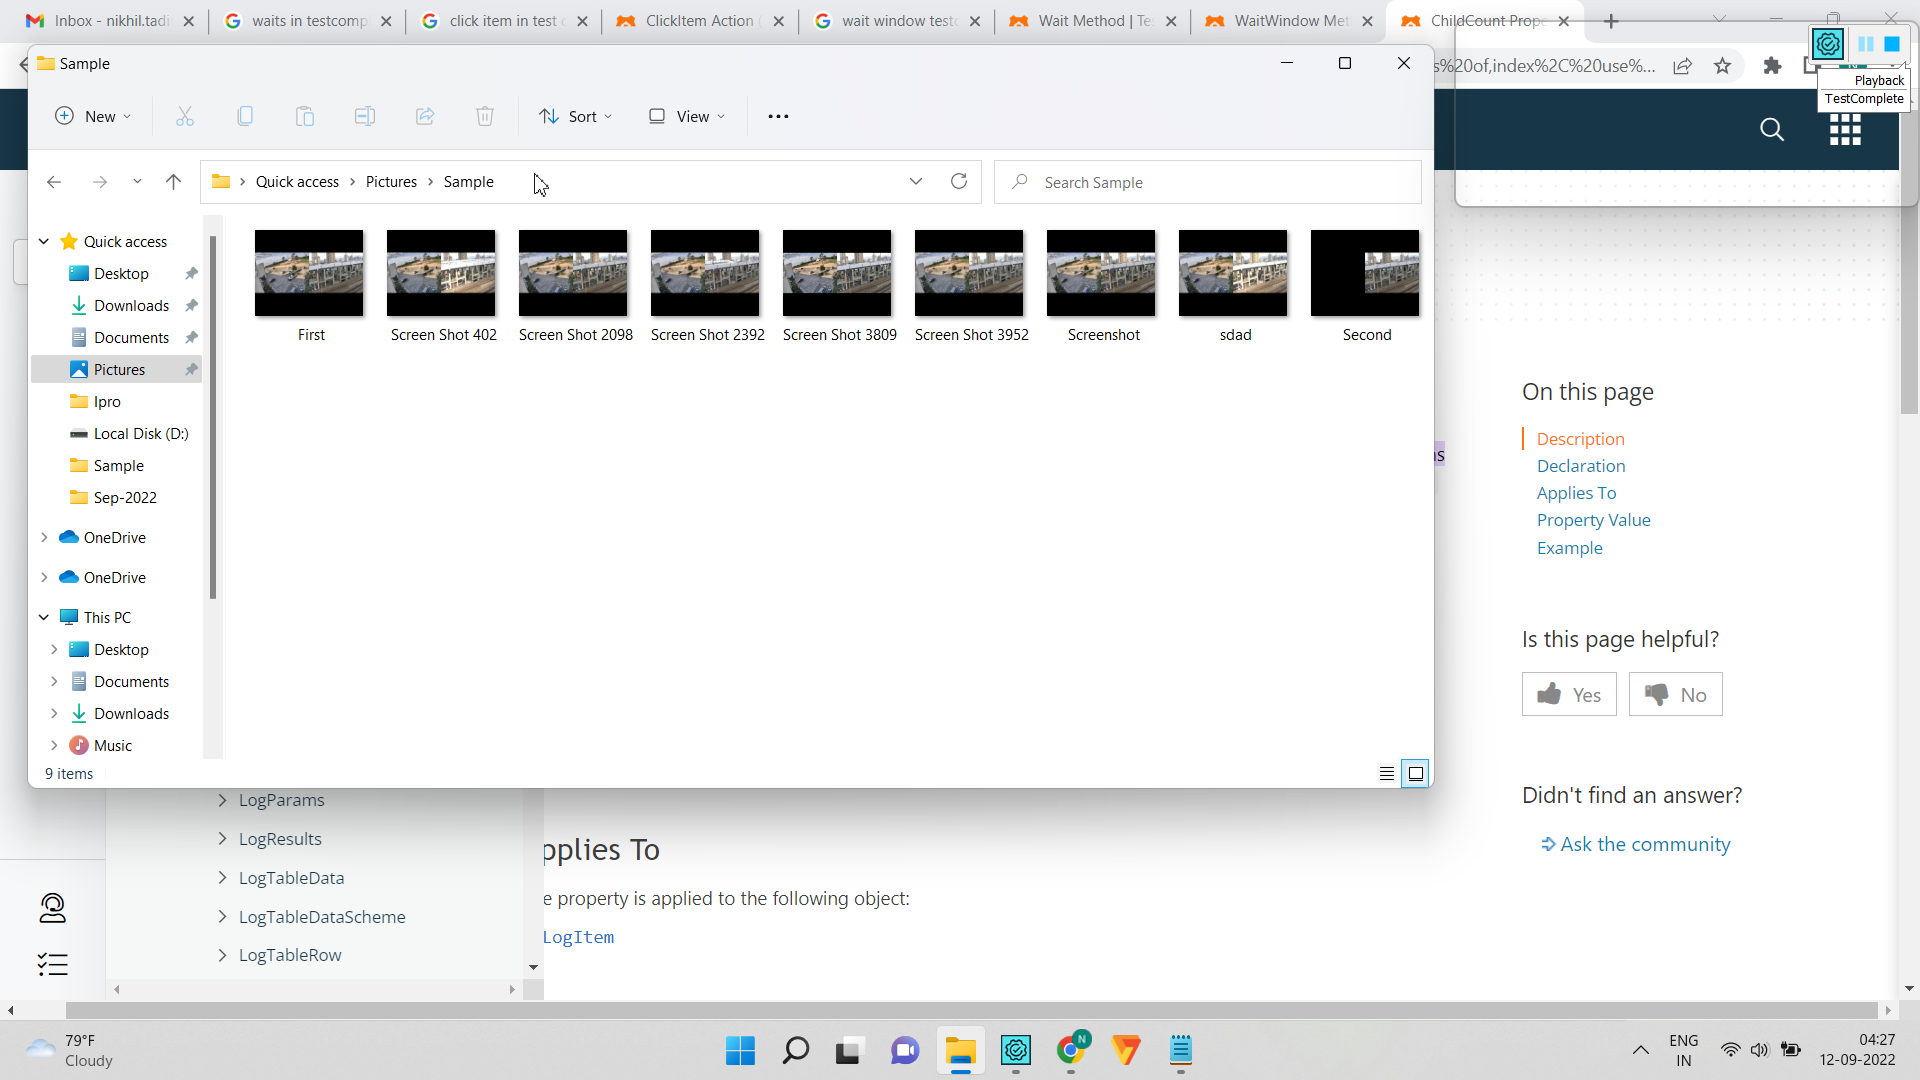 Inbox - nikhil.tadi
waits in testcomp
click item in test
ClickItem Action
wait window test
Wait Method | Te
WaitWindow Met
ChildCount Prope
Sample
s%20of,index%2C%20use%...
Playback
TestComplete
New
Sort
View
Quick access
Pictures
Sample
Search Sample
Quick access
Desktop
Downloads
Documents
Pictures
Ipro
Local Disk (D:)
Sample
Sep-2022
OneDrive
OneDrive
This PC
Desktop
Documents
Downloads
Music
First
Screen Shot 402
Screen Shot 2098
Screen Shot 2392
Screen Shot 3809
Screen Shot 3952
Screenshot
sdad
Second
9 items
On this page
Description
Declaration
Applies To
Property Value
Example
Is this page helpful?
Yes
No
Didn't find an answer?
Ask the community
LogParams
LogResults
LogTableData
LogTableDataScheme
LogTableRow
pplies To
e property is applied to the following object:
LogItem
79°F
Cloudy
N
ENG
IN
04:27
12-09-2022